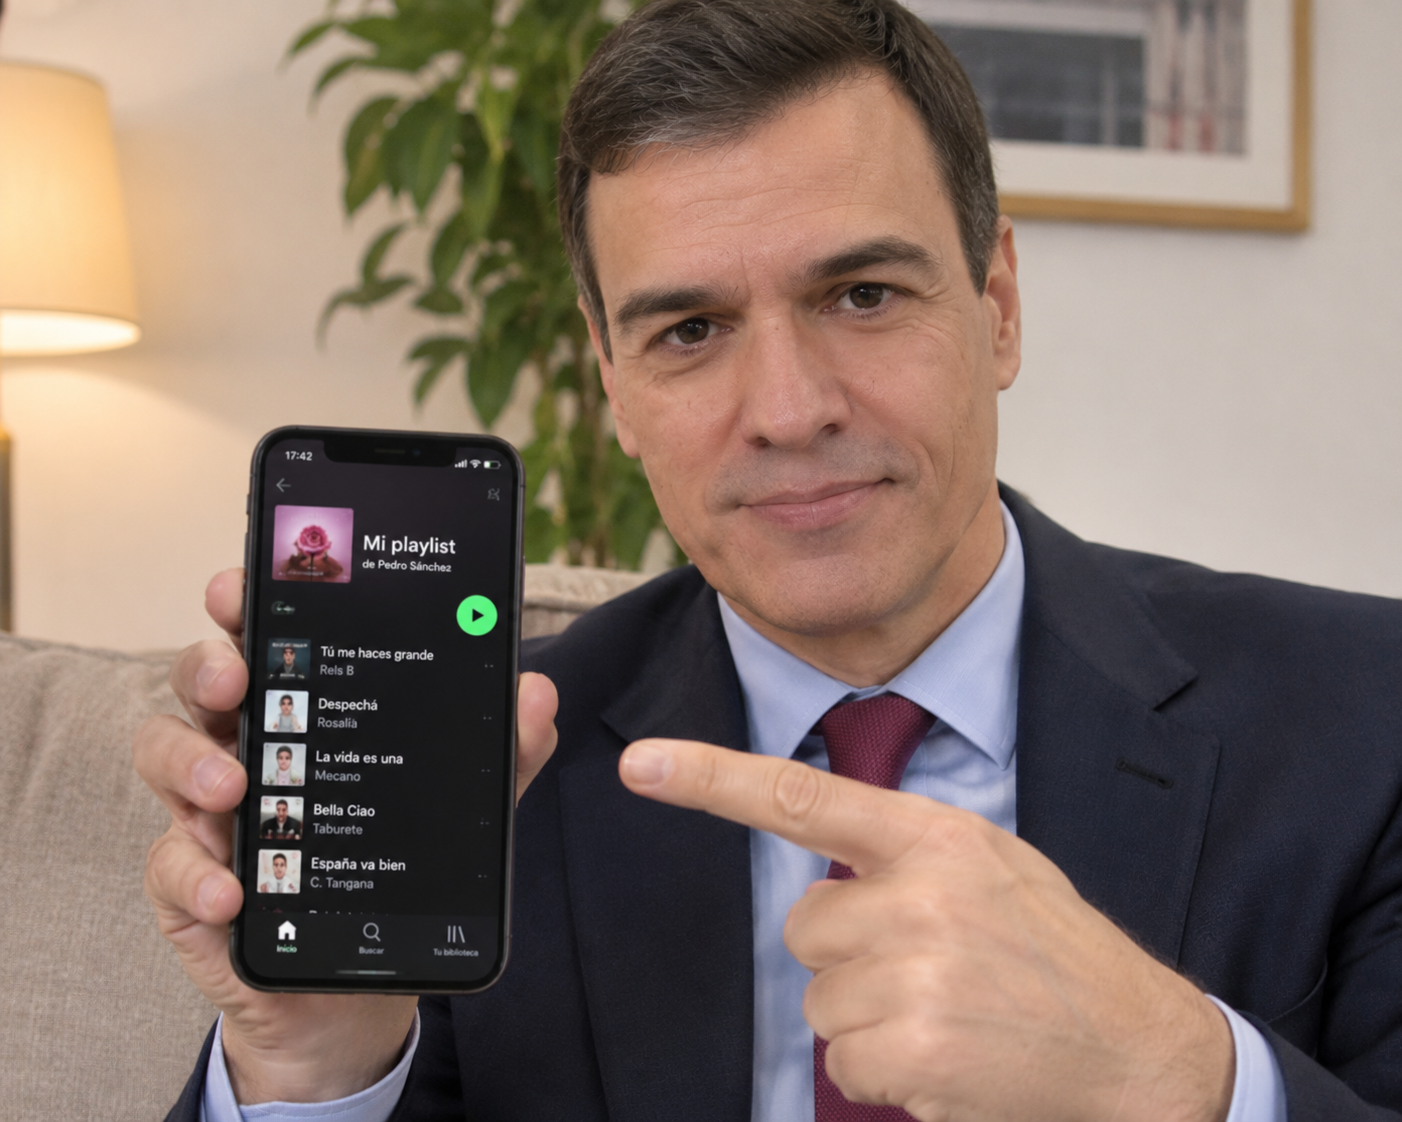 17:42
Mi playlist
de Pedro Sánchez
Tú me haces grande
Rels B
Despechá
Rosalía
La vida es una
Mecano
Bella Ciao
Taburete
España va bien
C. Tangana
Inicio
Buscar
Tu biblioteca